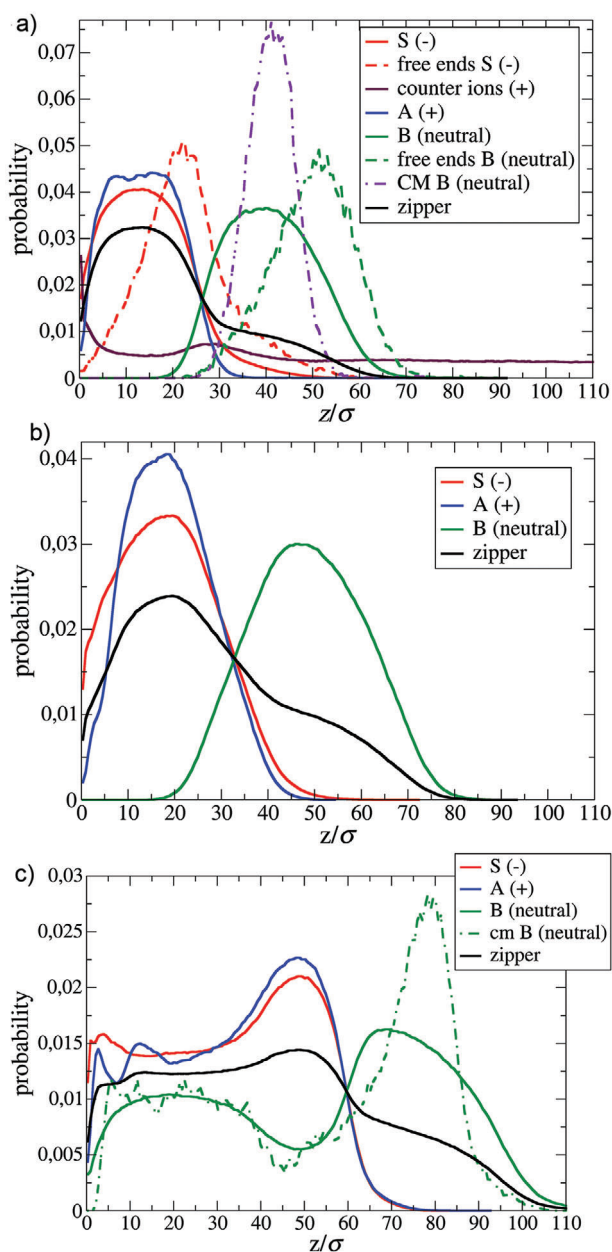 a)
0,07
0,06
0,05
0,04
0,03
0,02
0,01
0
probability
S (-)
free ends S (-)
counter ions (+)
A (+)
B (neutral)
free ends B (neutral)
CM B (neutral)
zipper
0 10 20 30 40 50 60 70 80 90 100 110
z/σ
b)
0,04
0,03
0,02
0,01
0
probability
S (-)
A (+)
B (neutral)
zipper
0 10 20 30 40 50 60 70 80 90 100 110
z/σ
c)
0,03
0,025
0,02
0,015
0,01
0,005
0
probability
S (-)
A (+)
B (neutral)
cm B (neutral)
zipper
0 10 20 30 40 50 60 70 80 90 100 110
z/σ